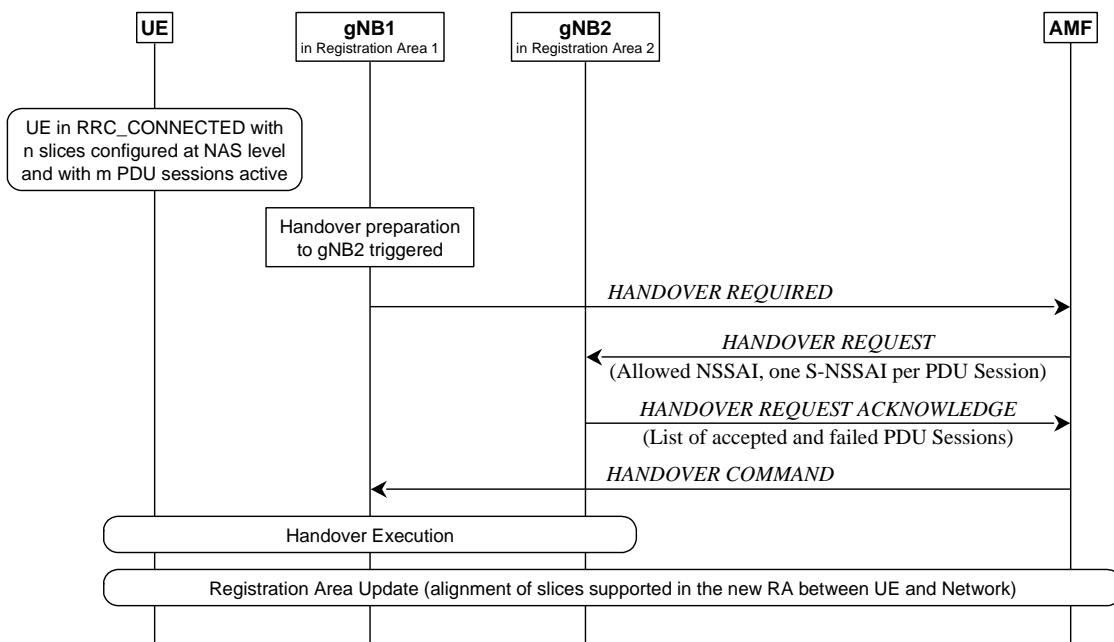 UE
gNB1
in Registration Area 1
gNB2
in Registration Area 2
AMF
UE in RRC_CONNECTED with
n slices configured at NAS level
and with m PDU sessions active
Handover preparation
to gNB2 triggered
HANDOVER REQUIRED
HANDOVER REQUEST
(Allowed NSSAI, one S-NSSAI per PDU Session)
HANDOVER REQUEST ACKNOWLEDGE
(List of accepted and failed PDU Sessions)
HANDOVER COMMAND
Handover Execution
Registration Area Update (alignment of slices supported in the new RA between UE and Network)